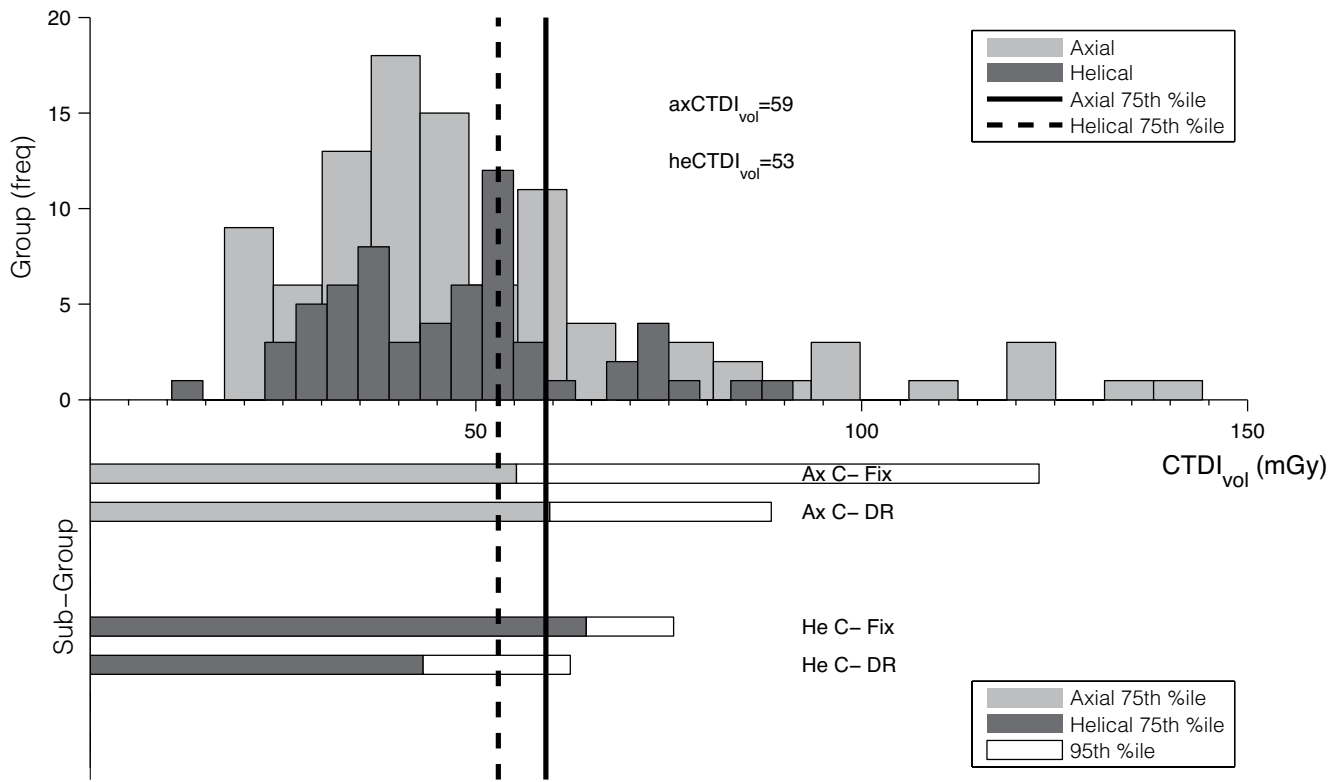 20
15
10
5
0
Group (freq)
axCTDIvol=59
heCTDIvol=53
Axial
Helical
Axial 75th %ile
Helical 75th %ile
50
100
150
CTDIvol (mGy)
Sub−Group
Ax C− Fix
Ax C− DR
He C− Fix
He C− DR
Axial 75th %ile
Helical 75th %ile
95th %ile